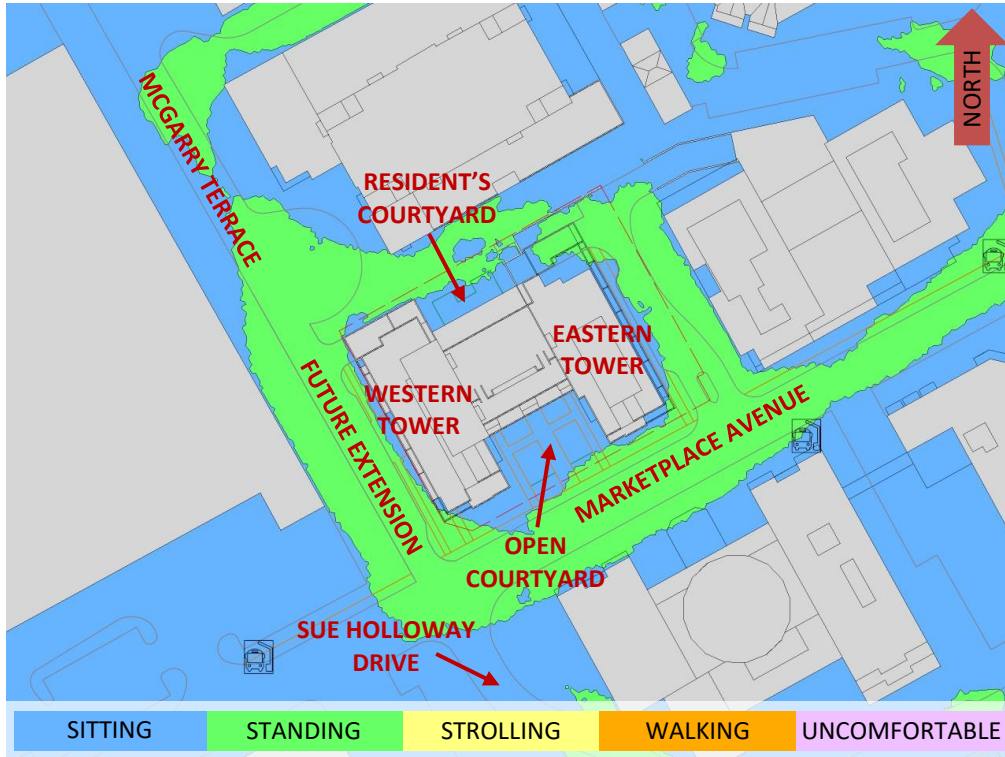 NORTH
MCGARRY TERRACE
RESIDENT'S
COURTYARD
EASTERN
TOWER
WESTERN
TOWER
FUTURE EXTENSION
MARKETPLACE AVENUE
OPEN
COURTYARD
SUE HOLLOWAY
DRIVE
SITTING
STANDING
STROLLING
WALKING
UNCOMFORTABLE